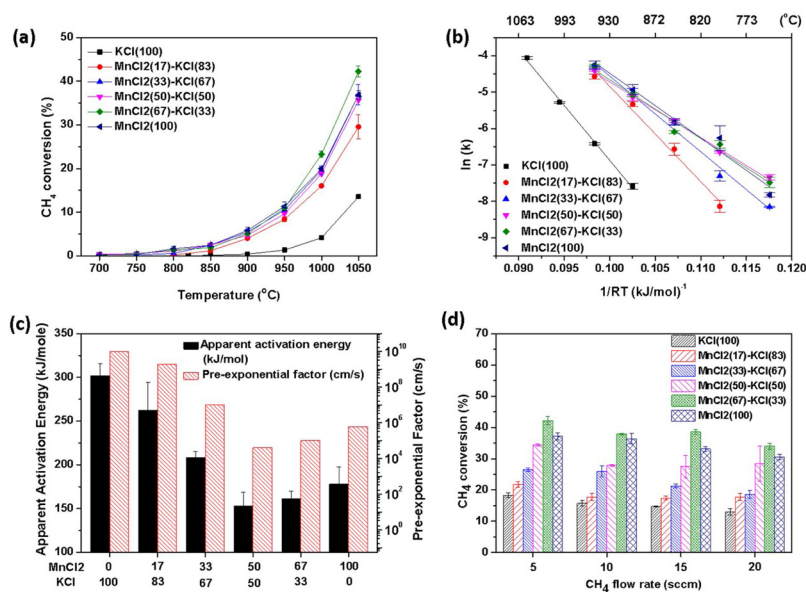 (a)
KCl(100)
MnCl2(17)-KCl(83)
MnCl2(33)-KCl(67)
MnCl2(50)-KCl(50)
MnCl2(67)-KCl(33)
MnCl2(100)
CH4 conversion (%)
50
40
30
20
10
0
700 750 800 850 900 950 1000 1050
Temperature (oC)
(b)
1063 993 930 872 820 773 (oC)
ln (k)
-4
-5
-6
-7
-8
-9
KCl(100)
MnCl2(17)-KCl(83)
MnCl2(33)-KCl(67)
MnCl2(50)-KCl(50)
MnCl2(67)-KCl(33)
MnCl2(100)
0.090 0.095 0.100 0.105 0.110 0.115 0.120
1/RT (kJ/mol)-1
(c)
Apparent Activation Energy (kJ/mole)
350
300
250
200
150
100
Apparent activation energy
(kJ/mol)
Pre-exponential factor (cm/s)
Pre-exponential Factor (cm/s)
10^10
10^8
10^6
10^4
10^2
10^0
MnCl2 0 17 33 50 67 100
KCl 100 83 67 50 33 0
(d)
CH4 conversion (%)
70
60
50
40
30
20
10
0
KCl(100)
MnCl2(17)-KCl(83)
MnCl2(33)-KCl(67)
MnCl2(50)-KCl(50)
MnCl2(67)-KCl(33)
MnCl2(100)
5 10 15 20
CH4 flow rate (sccm)